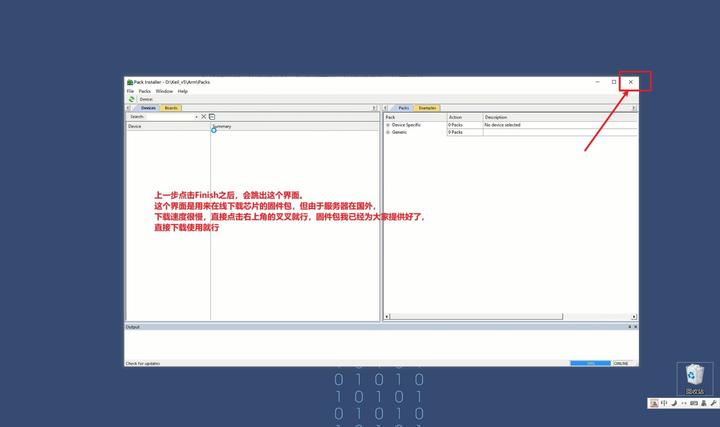 Pack Installer - D:\Keil_v5\Arm\Packs
File Packs Window Help
Device:
Devices Boards
Packs Examples
Search:
Device Summary
Pack Action Description
Device Specific 0 Packs No device selected
Generic 0 Packs
上一步点击Finish之后，会跳出这个界面。
这个界面是用来在线下载芯片的固件包，但由于服务器在国外，
下载速度很慢，直接点击右上角的叉叉就行，固件包我已经为大家提供好了，
直接下载使用就行
Output
Check for updates
ONLINE
0 1 0 1 0
1 0 1 0 1
0 1 0 1 0
回收站
中